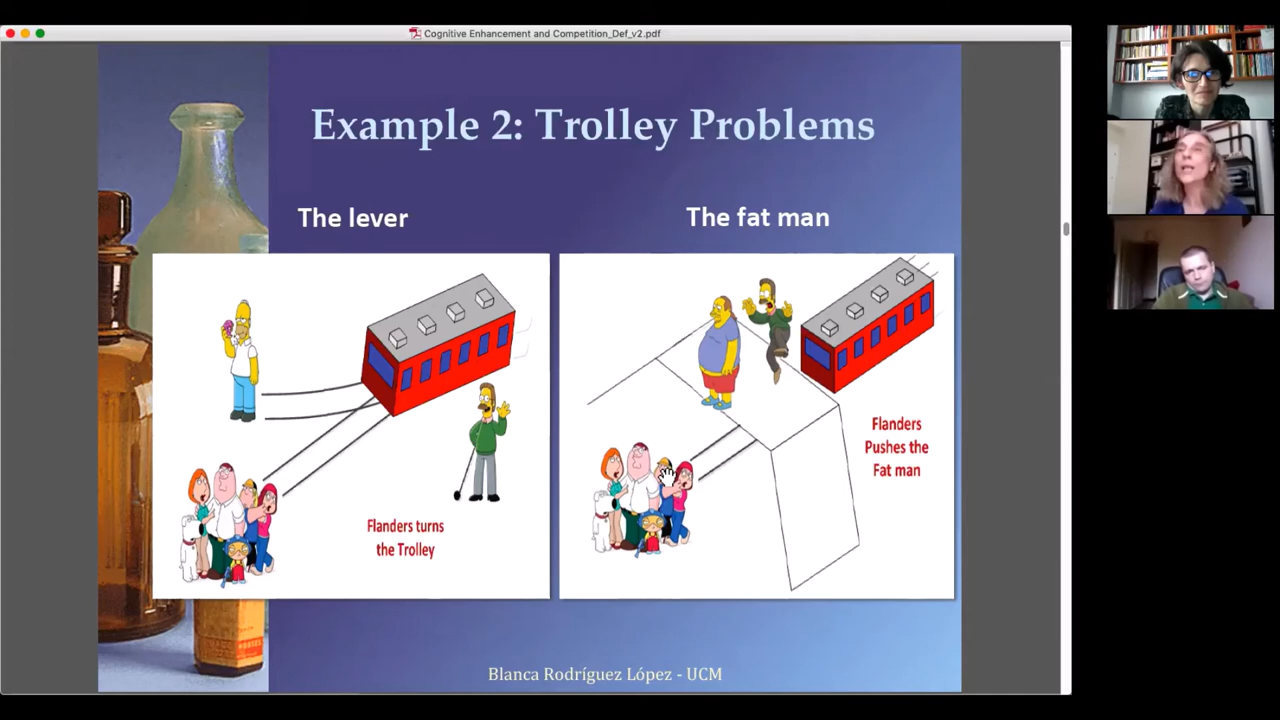 Cognitive Enhancement and Competition_Def_v2.pdf
Example 2: Trolley Problems
The lever
The fat man
Flanders turns
the Trolley
Flanders
Pushes the
Fat man
Blanca Rodríguez López - UCM